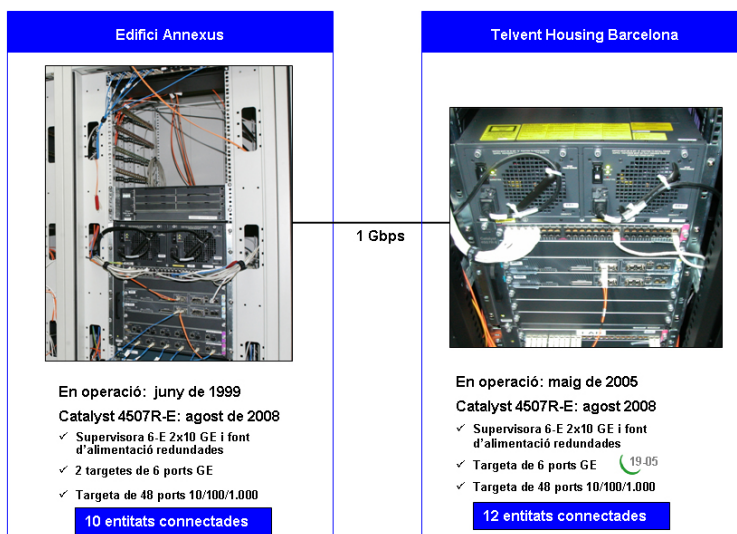 Edifici Annexus
Telvent Housing Barcelona
1 Gbps
En operació: juny de 1999
Catalyst 4507R-E: agost de 2008
✓ Supervisora 6-E 2x10 GE i font
d'alimentació redundades
✓ 2 targetes de 6 ports GE
✓ Targeta de 48 ports 10/100/1.000
10 entitats connectades
En operació: maig de 2005
Catalyst 4507R-E: agost 2008
✓ Supervisora 6-E 2x10 GE i font
d'alimentació redundades
✓ Targeta de 6 ports GE
19-05
✓ Targeta de 48 ports 10/100/1.000
12 entitats connectades